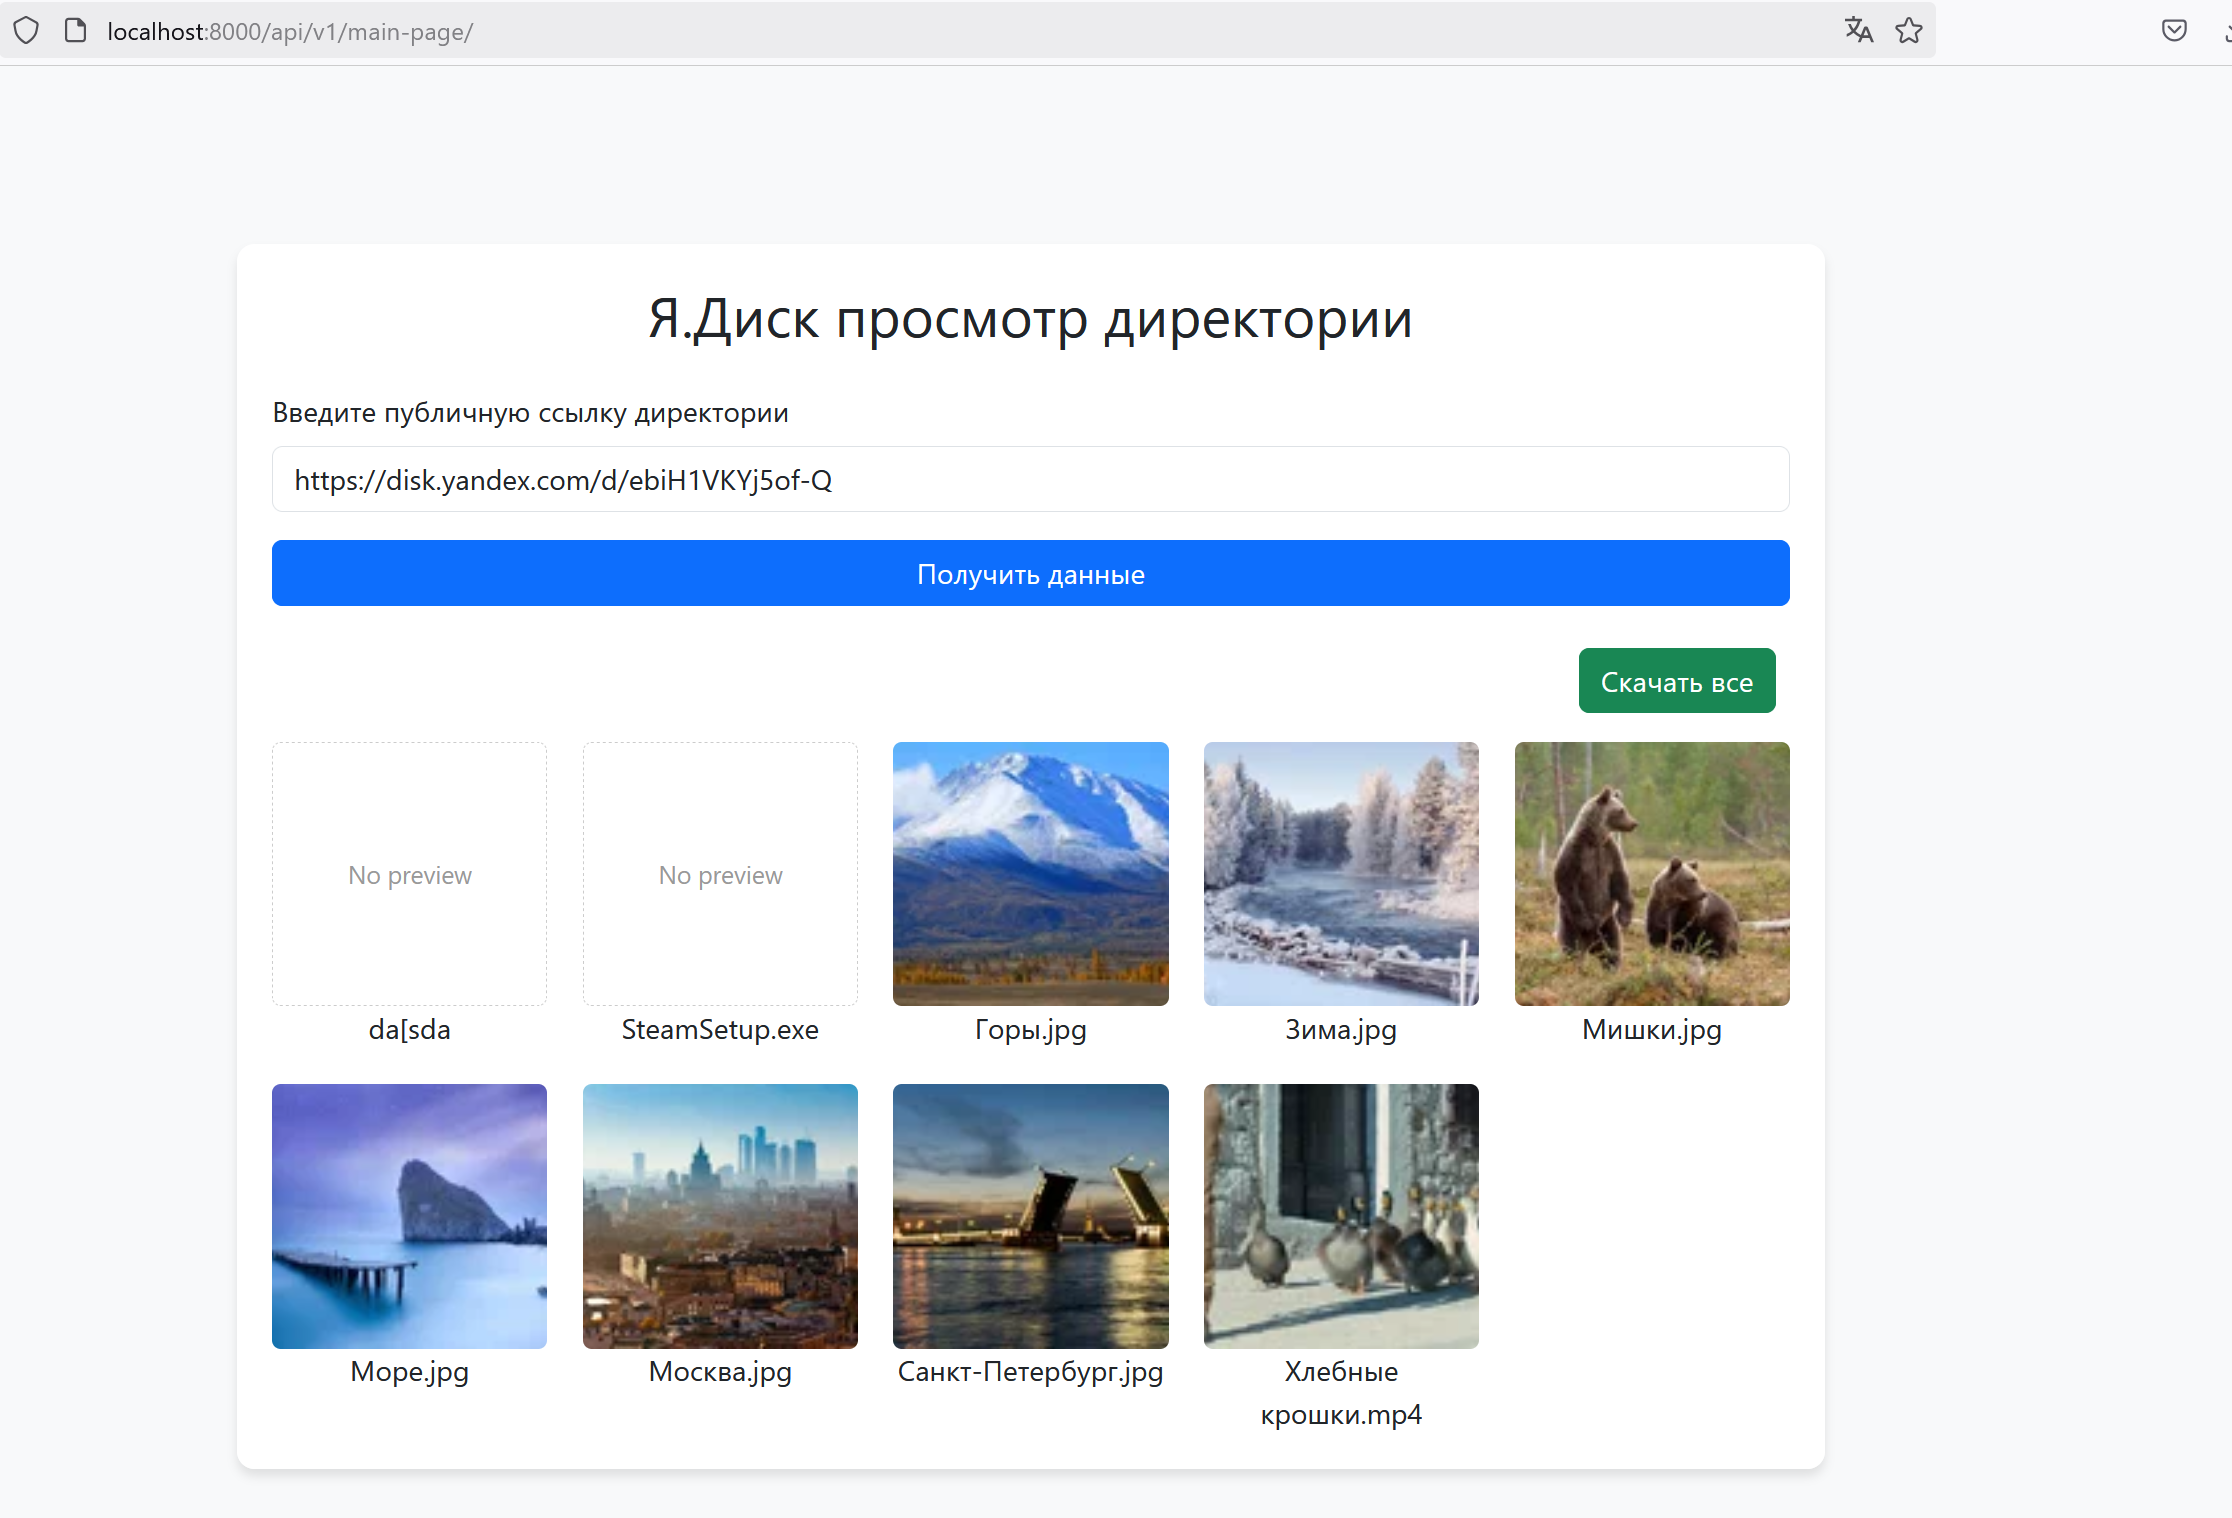 localhost:8000/api/v1/main-page/
Я.Диск просмотр директории
Введите публичную ссылку директории
https://disk.yandex.com/d/ebiH1VKYj5of-Q
Получить данные
Скачать все
No preview
No preview
da[sda
SteamSetup.exe
Горы.jpg
Зима.jpg
Мишки.jpg
Море.jpg
Москва.jpg
Санкт-Петербург.jpg
Хлебные
крошки.mp4